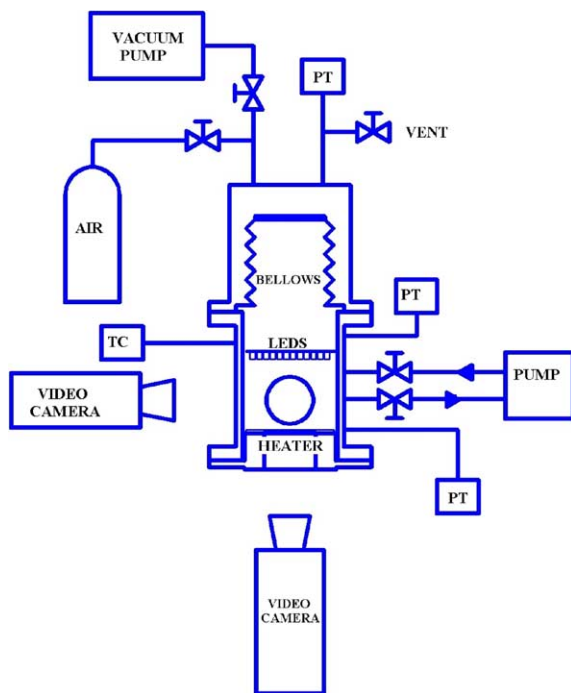 VACUUM
PUMP
PT
VENT
AIR
BELLOWS
PT
LEDS
TC
PUMP
VIDEO
CAMERA
HEATER
PT
VIDEO
CAMERA